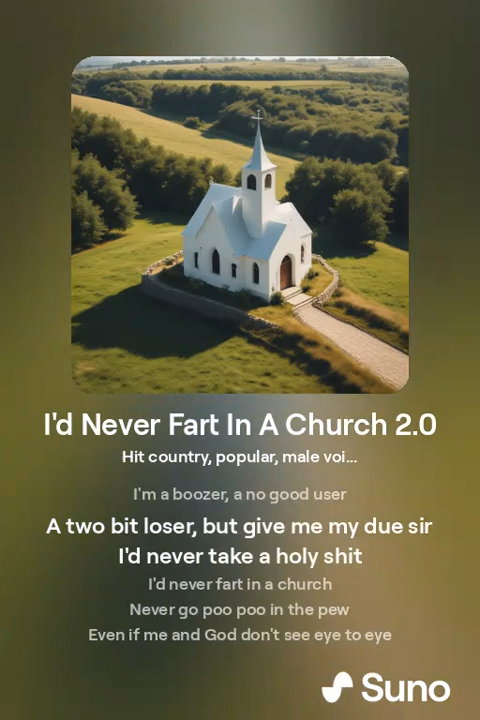 I'd Never Fart In A Church 2.0
Hit country, popular, male voi...
I'm a boozer, a no good user
A two bit loser, but give me my due sir
I'd never take a holy shit
I'd never fart in a church
Never go poo poo in the pew
Even if me and God don't see eye to eye
Suno